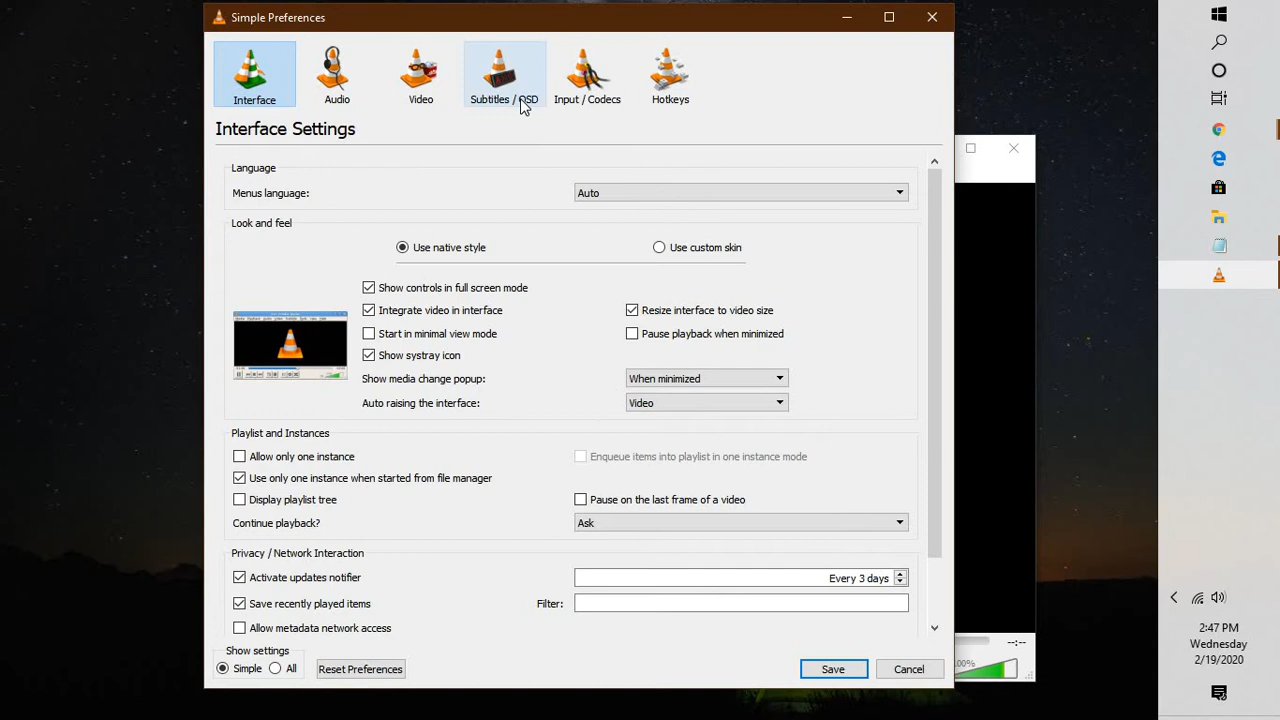 Simple Preferences
Interface
Audio
Video
Subtitles / OSD
Input / Codecs
Hotkeys
Interface Settings
Language
Menus language:
Auto
Look and feel
Use native style
Use custom skin
Show controls in full screen mode
Integrate video in interface
Resize interface to video size
Start in minimal view mode
Pause playback when minimized
Show systray icon
Show media change popup:
When minimized
Auto raising the interface:
Video
Playlist and Instances
Allow only one instance
Enqueue items into playlist in one instance mode
Use only one instance when started from file manager
Display playlist tree
Pause on the last frame of a video
Continue playback?
Ask
Privacy / Network Interaction
Activate updates notifier
Every 3 days
Save recently played items
Filter:
Allow metadata network access
Show settings
Simple
All
Reset Preferences
Save
Cancel
--:--
100%
2:47 PM
Wednesday
2/19/2020